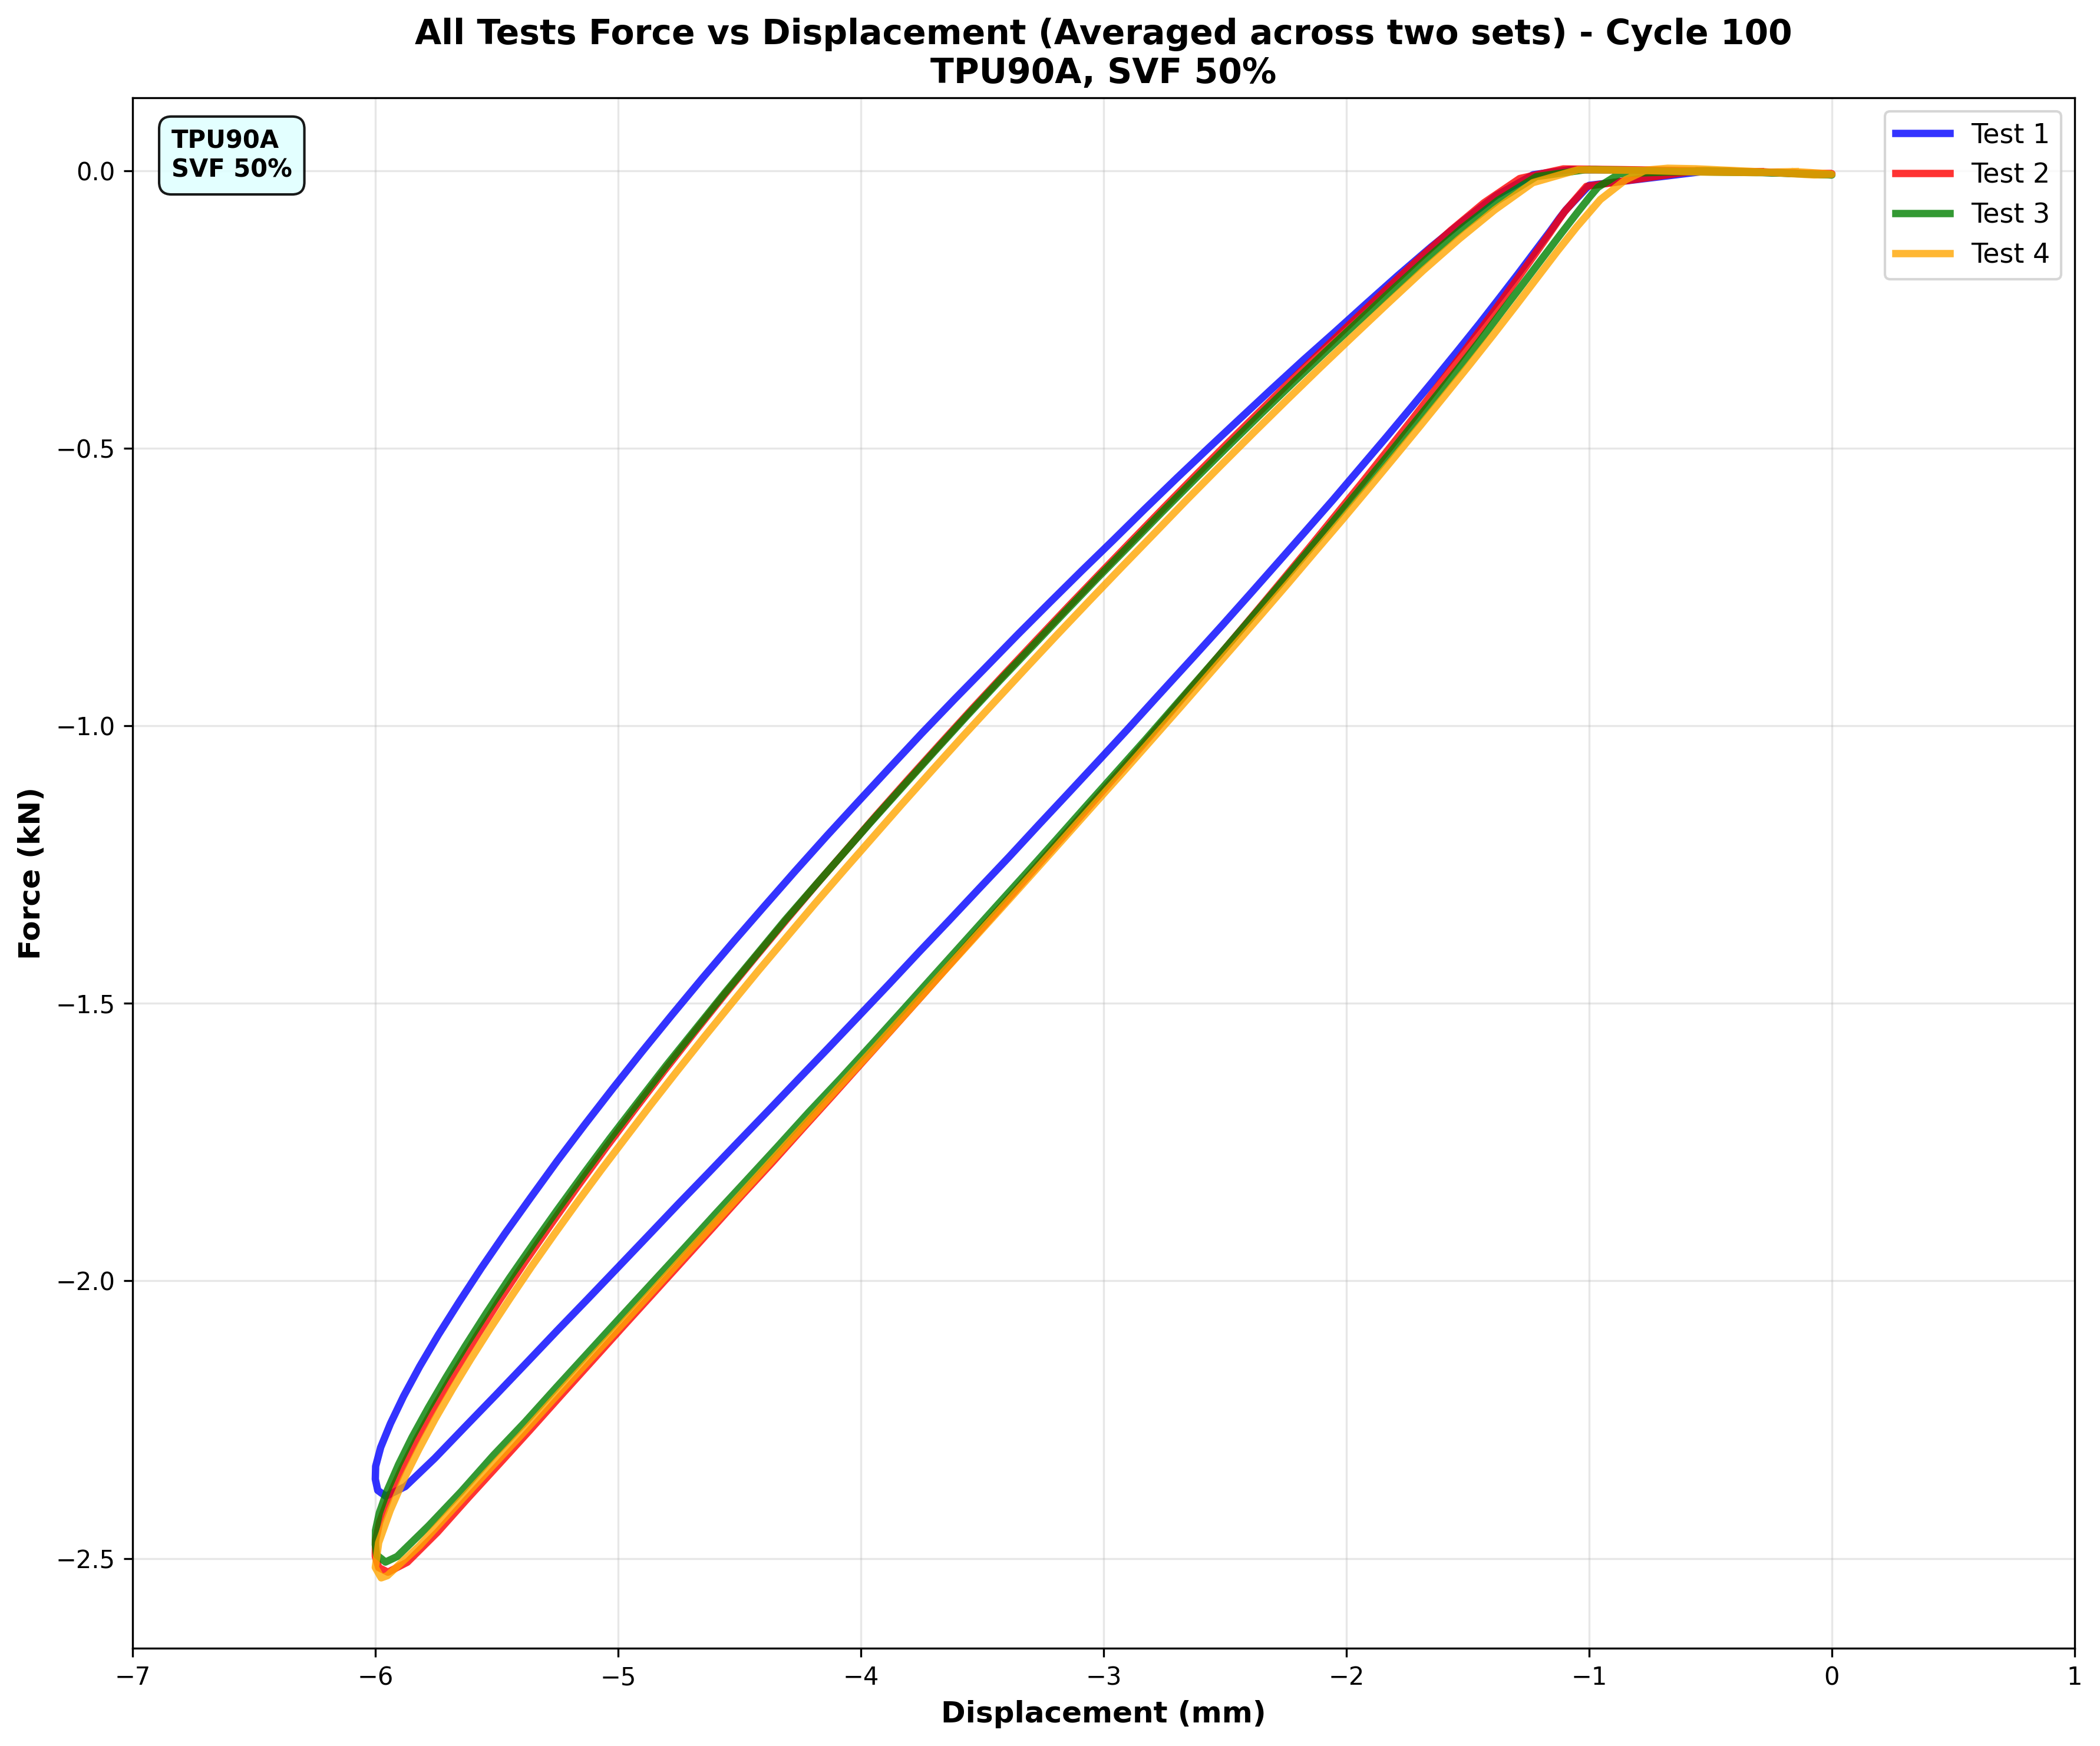 All Tests Force vs Displacement (Averaged across two sets) - Cycle 100
TPU90A, SVF 50%
TPU90A
SVF 50%
Test 1
Test 2
Test 3
Test 4
0.0
−0.5
−1.0
−1.5
−2.0
−2.5
Force (kN)
−7 −6 −5 −4 −3 −2 −1 0 1
Displacement (mm)